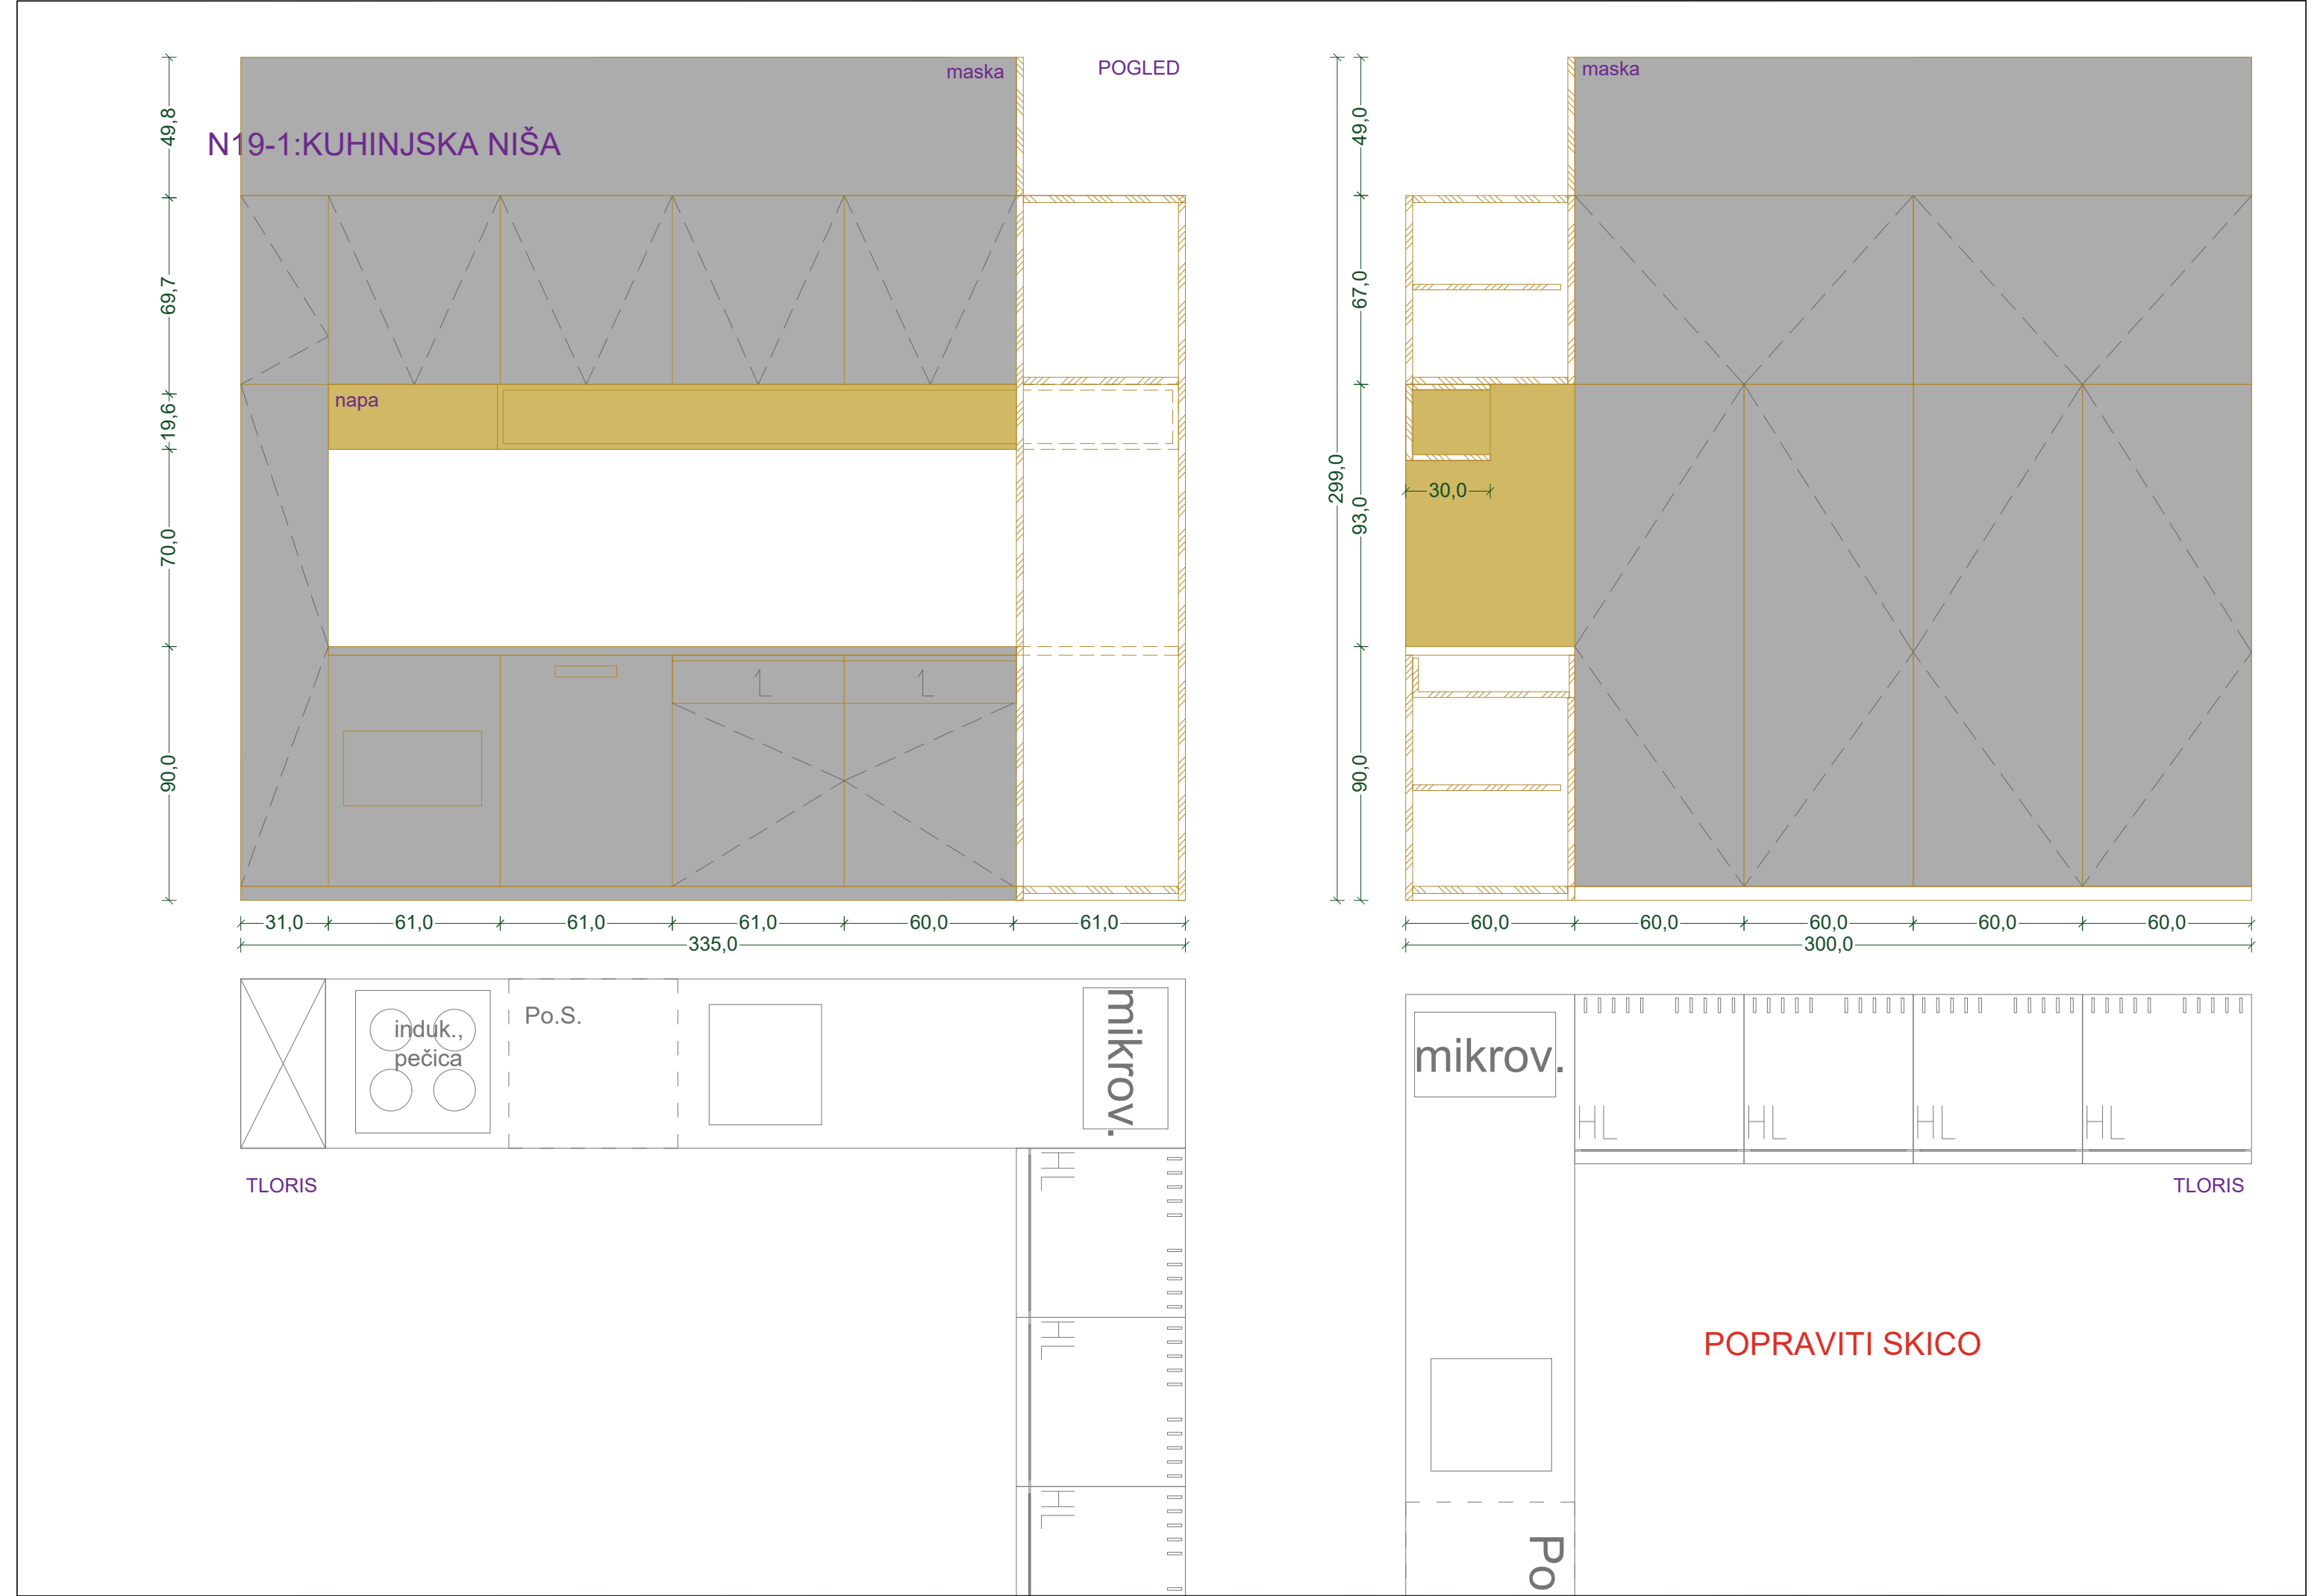 maska
POGLED
maska
N19-1:KUHINJSKA NIŠA
49,8
69,7
19,6
70,0
90,0
napa
299,0
49,0
67,0
93,0
90,0
30,0
31,0
61,0
61,0
61,0
60,0
61,0
335,0
60,0
60,0
60,0
60,0
60,0
300,0
induk.,
pečica
Po.S.
mikrov.
mikrov.
HL
HL
HL
HL
TLORIS
TLORIS
HL
HL
HL
POPRAVITI SKICO
Po